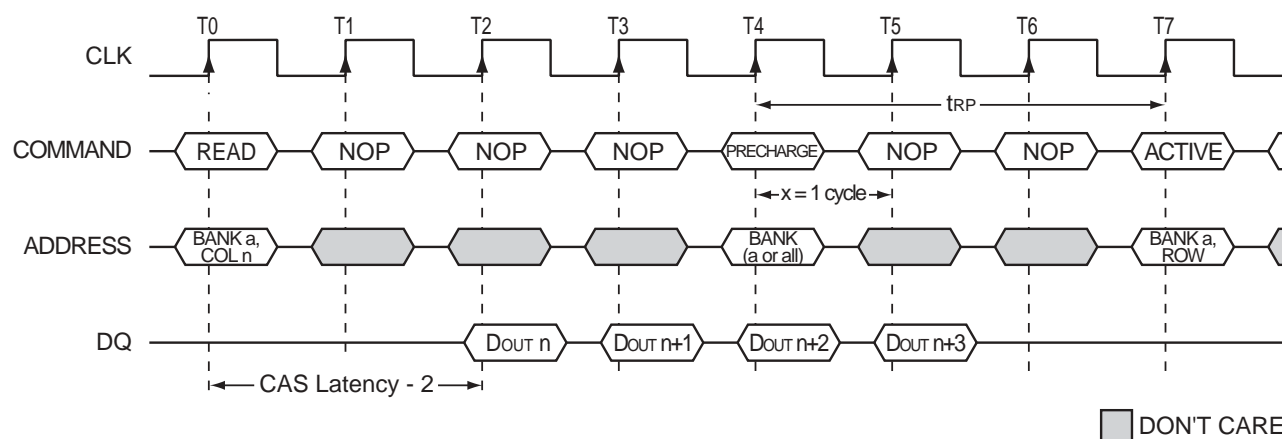 T0 T1 T2 T3 T4 T5 T6 T7
CLK
tRP
COMMAND READ NOP NOP NOP PRECHARGE NOP NOP ACTIVE
x = 1 cycle
ADDRESS
BANK a,
COL n
BANK
(a or all)
BANK a,
ROW
DQ DOUT n DOUT n+1 DOUT n+2 DOUT n+3
CAS Latency - 2
DON'T CARE